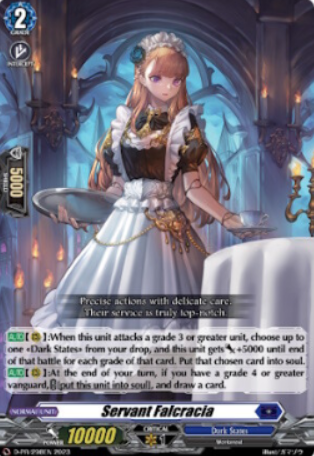 2
GRADE
INTERCEPT
5000
SHIELD
Precise actions with delicate care.
Their service is truly top-notch.
AUTO【 】:When this unit attacks a grade 3 or greater unit, choose up to
one «Dark States» from your drop, and this unit gets +5000 until end
of that battle for each grade of that card. Put that chosen card into soul.
AUTO【 】:At the end of your turn, if you have a grade 4 or greater
vanguard, [put this unit into soul], and draw a card.
NORMAL UNIT
Servant Falcracia
POWER
10000
CRITICAL
1
Dark States